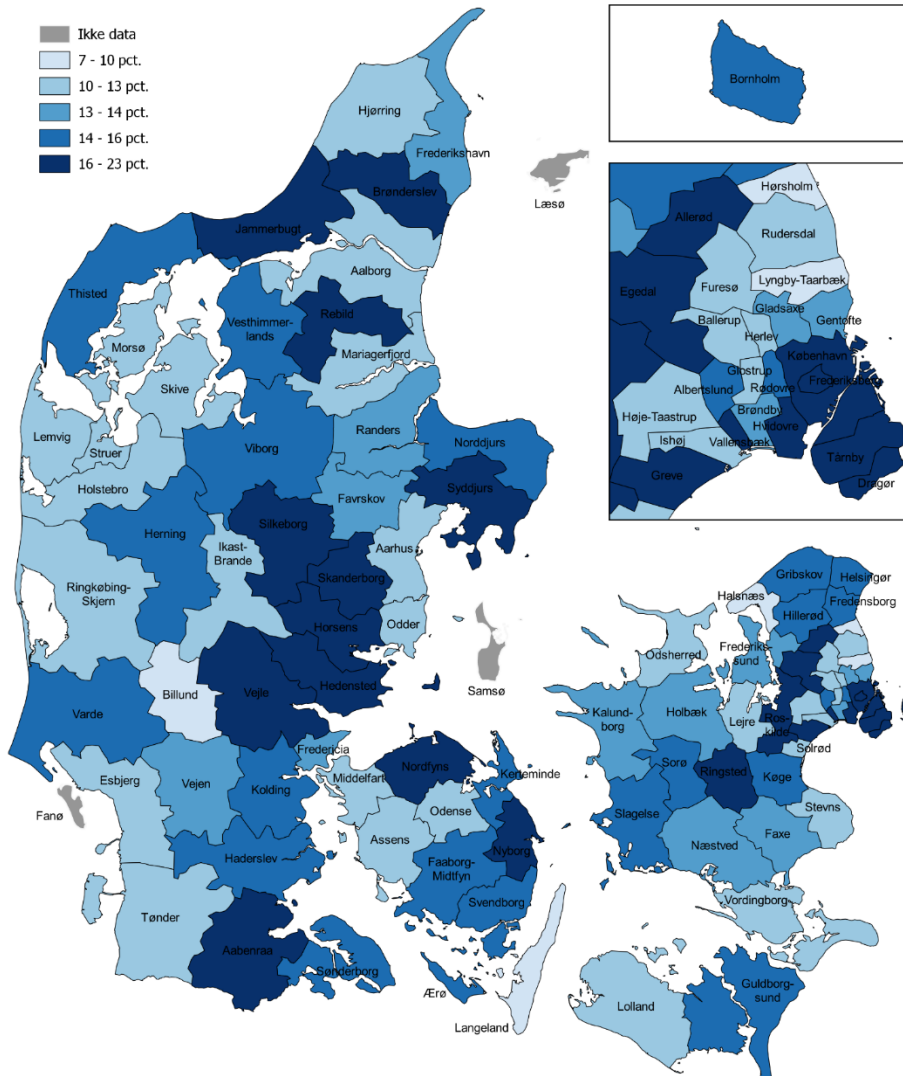 Ikke data
7 - 10 pct.
10 - 13 pct.
13 - 14 pct.
14 - 16 pct.
16 - 23 pct.
Bornholm
Hjørring
Frederikshavn
Brønderslev
Læsø
Jammerbugt
Aalborg
Thisted
Vesthimmer-
lands
Rebild
Morsø
Mariagerfjord
Skive
Lemvig
Struer
Randers
Norddjurs
Viborg
Holstebro
Favrskov
Syddjurs
Silkeborg
Herning
Ikast-
Brande
Aarhus
Skanderborg
Ringkøbing-
Skjern
Horsens
Odder
Samsø
Hedensted
Billund
Vejle
Varde
Fredericia
Esbjerg
Vejen
Kolding
Fanø
Middelfart
Nordfyns
Kerteminde
Odense
Assens
Nyborg
Haderslev
Faaborg-
Midtfyn
Svendborg
Tønder
Aabenraa
Sønderborg
Ærø
Langeland
Hørsholm
Allerød
Rudersdal
Lyngby-Taarbæk
Egedal
Furesø
Gladsaxe
Gentofte
Ballerup
Herlev
København
Glostrup
Frederiksberg
Albertslund
Rødovre
Høje-Taastrup
Brøndby
Hvidovre
Ishøj
Vallensbæk
Tårnby
Greve
Dragør
Gribskov
Helsingør
Halsnæs
Fredensborg
Hillerød
Odsherred
Frederiks-
sund
Kalund-
borg
Holbæk
Lejre
Ros-
kilde
Solrød
Sorø
Ringsted
Køge
Slagelse
Stevns
Næstved
Faxe
Vordingborg
Guldborg-
sund
Lolland